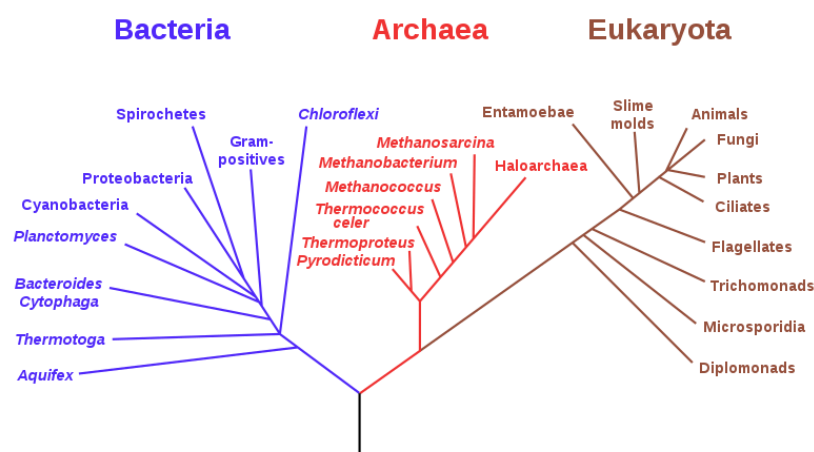 Bacteria
Archaea
Eukaryota
Spirochetes
Chloroflexi
Gram-
positives
Proteobacteria
Cyanobacteria
Planctomyces
Bacteroides
Cytophaga
Thermotoga
Aquifex
Methanosarcina
Methanobacterium
Haloarchaea
Methanococcus
Thermococcus
celer
Thermoproteus
Pyrodicticum
Entamoebae
Slime
molds
Animals
Fungi
Plants
Ciliates
Flagellates
Trichomonads
Microsporidia
Diplomonads